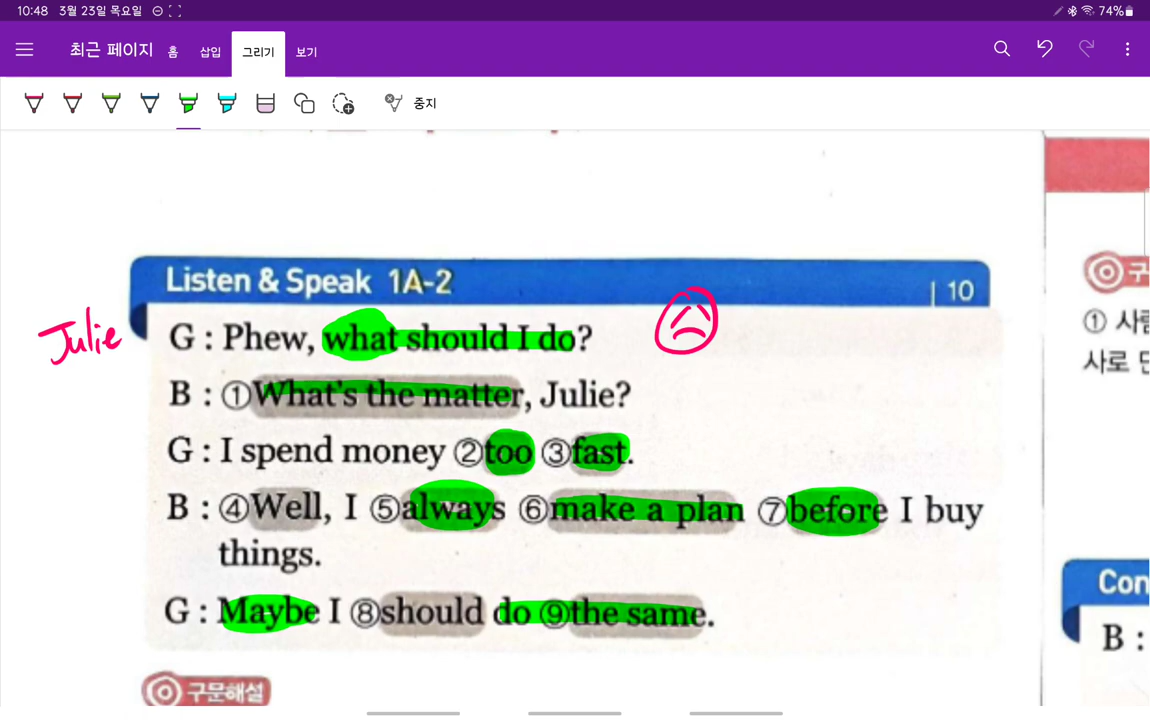 10:48 3월 23일 목요일 74%
최근 페이지 홈 삽입 그리기 보기
중지
Listen & Speak 1A-2 | 10
Julie
G : Phew, what should I do?
B : ①What's the matter, Julie?
G : I spend money ②too ③fast.
B : ④Well, I ⑤always ⑥make a plan ⑦before I buy
things.
G : Maybe I ⑧should do ⑨the same.
구문해설
구
① 사람
사로 만
Con
B :